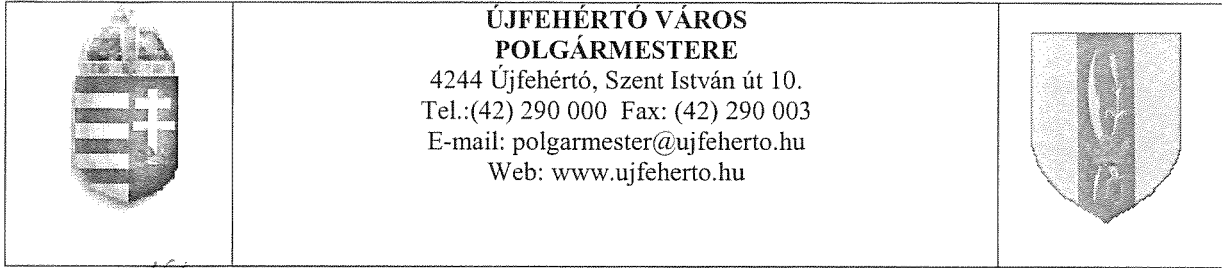 ÚJFEHÉRTÓ VÁROS
POLGÁRMESTERE
4244 Újfehértó, Szent István út 10.
Tel.:(42) 290 000 Fax: (42) 290 003
E-mail: polgarmester@ujfeherto.hu
Web: www.ujfeherto.hu